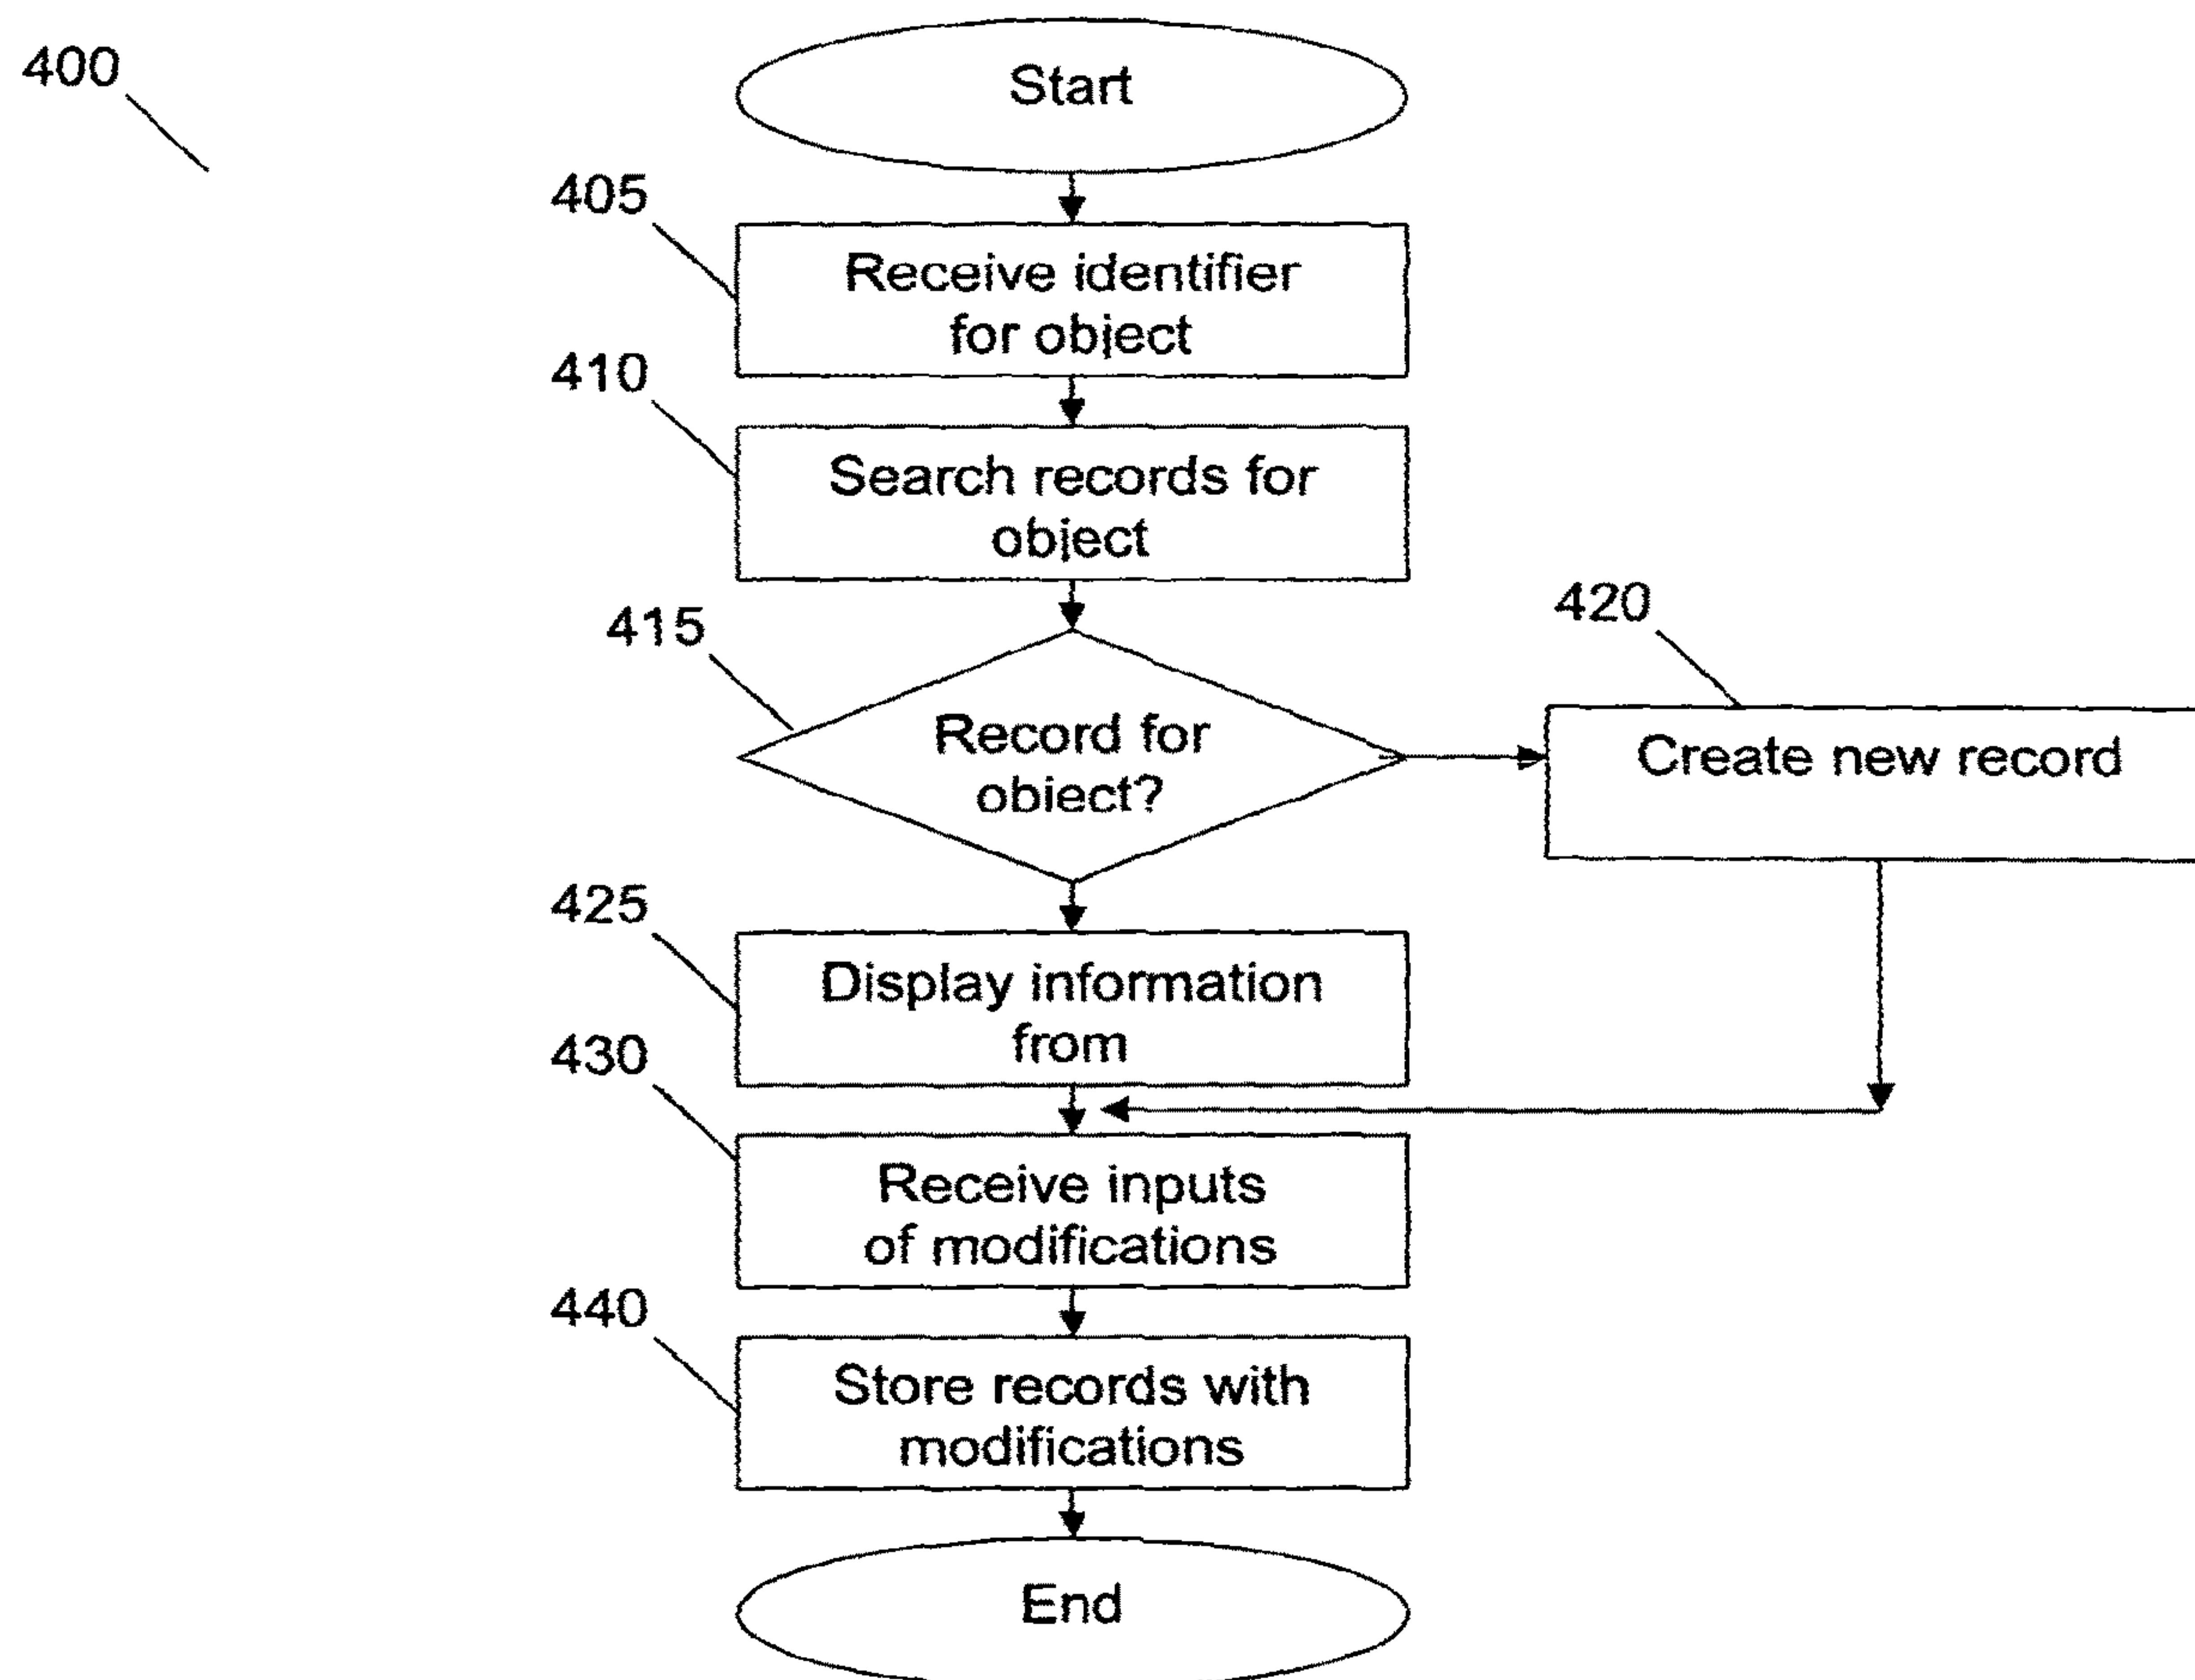 400
Start
405
Receive identifier
for object
410
Search records for
object
415
Record for
object?
420
Create new record
425
Display information
from
430
Receive inputs
of modifications
440
Store records with
modifications
End